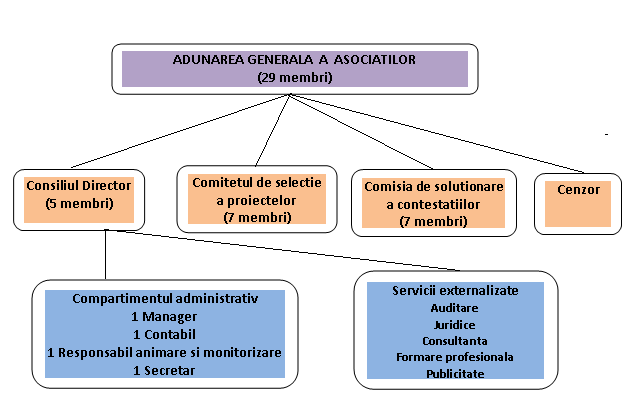 ADUNAREA GENERALA A ASOCIATILOR
(29 membri)
Consiliul Director
(5 membri)
Comitetul de selectie
a proiectelor
(7 membri)
Comisia de solutionare
a contestatiilor
(7 membri)
Cenzor
Compartimentul administrativ
1 Manager
1 Contabil
1 Responsabil animare si monitorizare
1 Secretar
Servicii externalizate
Auditare
Juridice
Consultanta
Formare profesionala
Publicitate